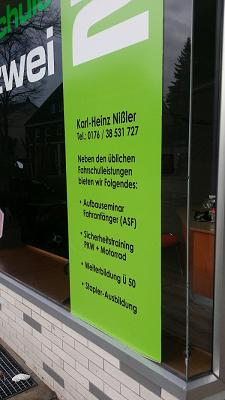 schule
zwei
Karl-Heinz Nißler
Tel.: 0176 / 38 531 727
Neben den üblichen
Fahrschulleistungen
bieten wir Folgendes:
• Aufbauseminar
Fahranfänger (ASF)
• Sicherheitstraining
PKW + Motorrad
• Weiterbildung Ü 50
• Stapler-Ausbildung